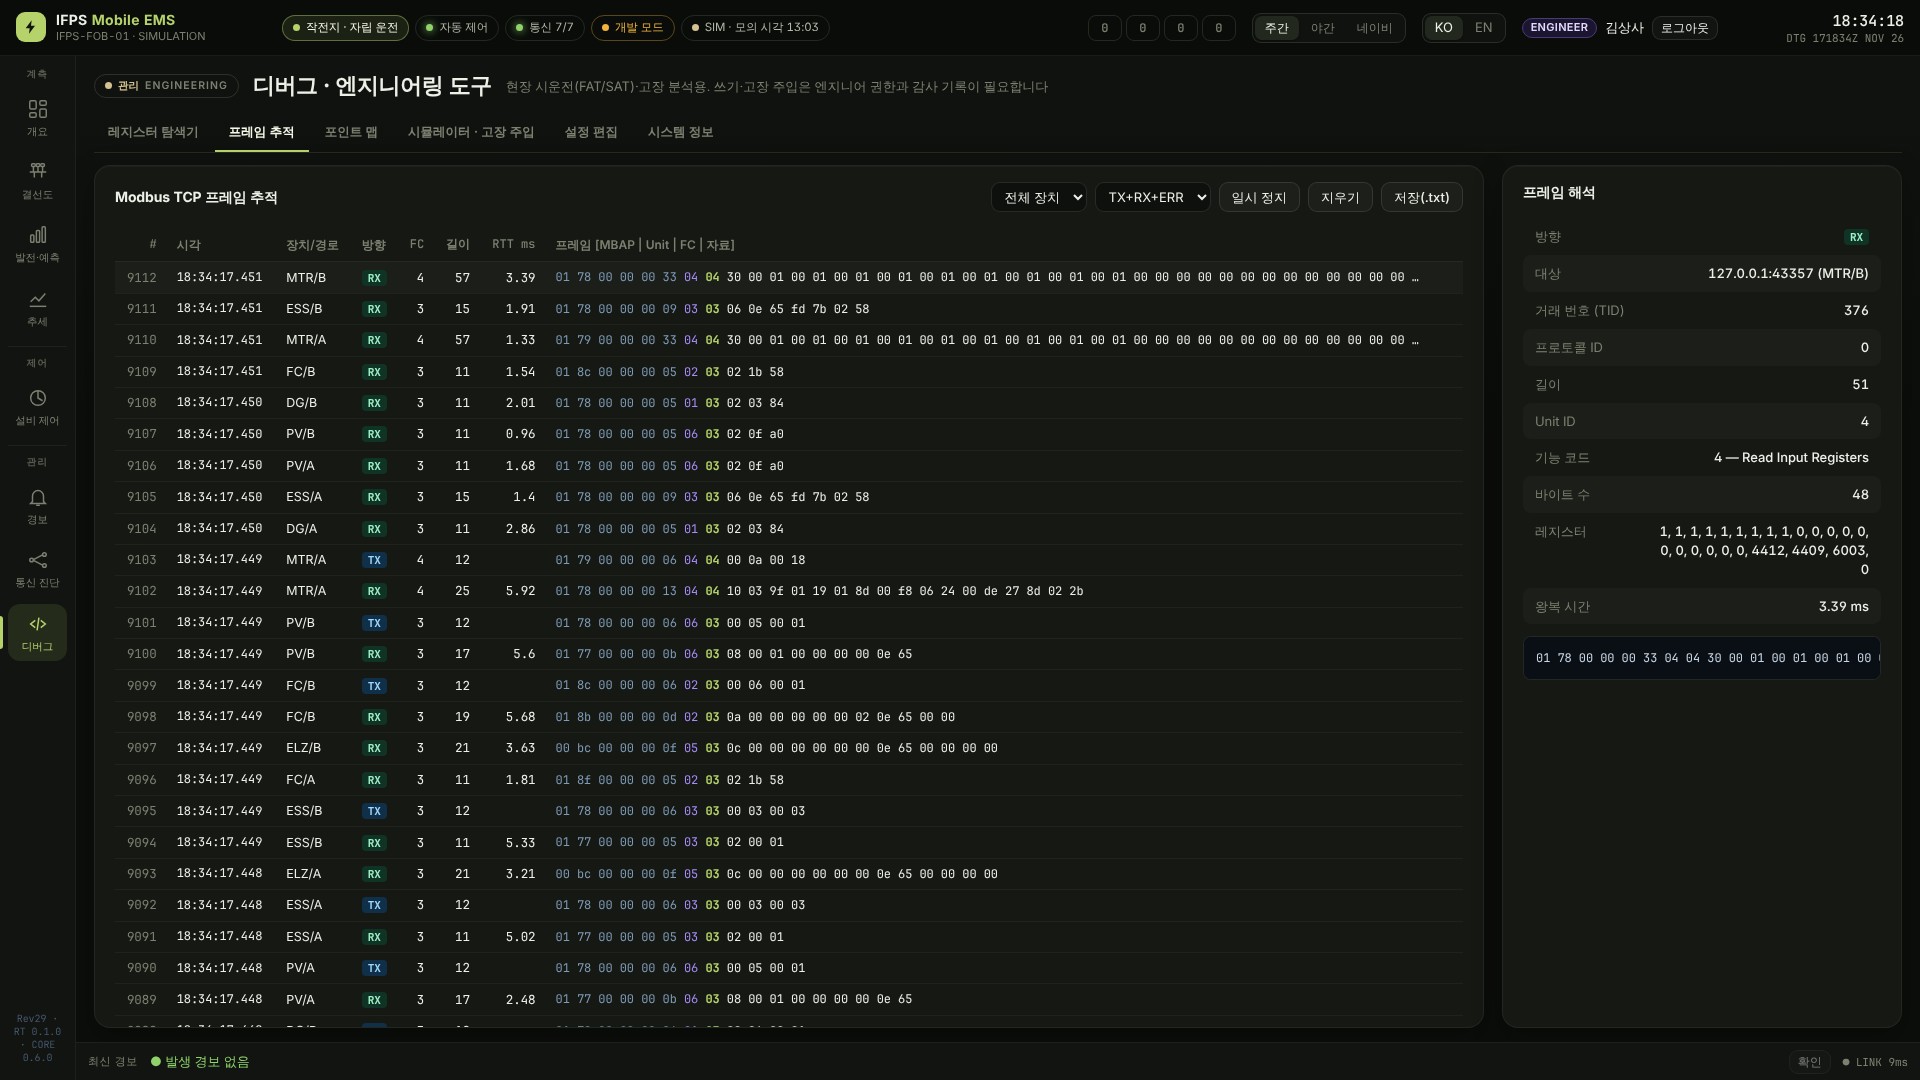 IFPS Mobile EMS
IFPS-FOB-01 · SIMULATION
작전지 · 자립 운전
자동 제어
통신 7/7
개발 모드
SIM · 모의 시각 13:03
0 0 0 0
주간 야간 네이비
KO EN
ENGINEER 김상사 로그아웃
18:34:18
DTG 171834Z NOV 26
계측
개요
결선도
발전·예측
추세
제어
설비 제어
관리
경보
통신 진단
디버그
Rev29 ·
RT 0.1.0
· CORE
0.6.0
관리 ENGINEERING
디버그 · 엔지니어링 도구
현장 시운전(FAT/SAT)·고장 분석용. 쓰기·고장 주입은 엔지니어 권한과 감사 기록이 필요합니다
레지스터 탐색기 프레임 추적 포인트 맵 시뮬레이터 · 고장 주입 설정 편집 시스템 정보
Modbus TCP 프레임 추적
전체 장치 TX+RX+ERR 일시 정지 지우기 저장(.txt)
# 시각 장치/경로 방향 FC 길이 RTT ms 프레임 [MBAP | Unit | FC | 자료]
9112 18:34:17.451 MTR/B RX 4 57 3.39 01 78 00 00 00 33 04 04 30 00 01 00 01 00 01 00 01 00 01 00 01 00 01 00 01 00 01 00 00 00 00 00 00 00 00 00 00 00 00 …
9111 18:34:17.451 ESS/B RX 3 15 1.91 01 78 00 00 00 09 03 03 06 0e 65 fd 7b 02 58
9110 18:34:17.451 MTR/A RX 4 57 1.33 01 79 00 00 00 33 04 04 30 00 01 00 01 00 01 00 01 00 01 00 01 00 01 00 01 00 01 00 00 00 00 00 00 00 00 00 00 00 00 …
9109 18:34:17.451 FC/B RX 3 11 1.54 01 8c 00 00 00 05 02 03 02 1b 58
9108 18:34:17.450 DG/B RX 3 11 2.01 01 78 00 00 00 05 01 03 02 03 84
9107 18:34:17.450 PV/B RX 3 11 0.96 01 78 00 00 00 05 06 03 02 0f a0
9106 18:34:17.450 PV/A RX 3 11 1.68 01 78 00 00 00 05 06 03 02 0f a0
9105 18:34:17.450 ESS/A RX 3 15 1.4 01 78 00 00 00 09 03 03 06 0e 65 fd 7b 02 58
9104 18:34:17.450 DG/A RX 3 11 2.86 01 78 00 00 00 05 01 03 02 03 84
9103 18:34:17.449 MTR/A TX 4 12 01 79 00 00 00 06 04 04 00 0a 00 18
9102 18:34:17.449 MTR/A RX 4 25 5.92 01 78 00 00 00 13 04 04 10 03 9f 01 19 01 8d 00 f8 06 24 00 de 27 8d 02 2b
9101 18:34:17.449 PV/B TX 3 12 01 78 00 00 00 06 06 03 00 05 00 01
9100 18:34:17.449 PV/B RX 3 17 5.6 01 77 00 00 00 0b 06 03 08 00 01 00 00 00 00 0e 65
9099 18:34:17.449 FC/B TX 3 12 01 8c 00 00 00 06 02 03 00 06 00 01
9098 18:34:17.449 FC/B RX 3 19 5.68 01 8b 00 00 00 0d 02 03 0a 00 00 00 00 00 02 0e 65 00 00
9097 18:34:17.449 ELZ/B RX 3 21 3.63 00 bc 00 00 00 0f 05 03 0c 00 00 00 00 00 00 0e 65 00 00 00 00
9096 18:34:17.449 FC/A RX 3 11 1.81 01 8f 00 00 00 05 02 03 02 1b 58
9095 18:34:17.449 ESS/B TX 3 12 01 78 00 00 00 06 03 03 00 03 00 03
9094 18:34:17.449 ESS/B RX 3 11 5.33 01 77 00 00 00 05 03 03 02 00 01
9093 18:34:17.448 ELZ/A RX 3 21 3.21 00 bc 00 00 00 0f 05 03 0c 00 00 00 00 00 00 0e 65 00 00 00 00
9092 18:34:17.448 ESS/A TX 3 12 01 78 00 00 00 06 03 03 00 03 00 03
9091 18:34:17.448 ESS/A RX 3 11 5.02 01 77 00 00 00 05 03 03 02 00 01
9090 18:34:17.448 PV/A TX 3 12 01 78 00 00 00 06 06 03 00 05 00 01
9089 18:34:17.448 PV/A RX 3 17 2.48 01 77 00 00 00 0b 06 03 08 00 01 00 00 00 00 0e 65
프레임 해석
방향 RX
대상 127.0.0.1:43357 (MTR/B)
거래 번호 (TID) 376
프로토콜 ID 0
길이 51
Unit ID 4
기능 코드 4 — Read Input Registers
바이트 수 48
레지스터 1, 1, 1, 1, 1, 1, 1, 1, 1, 0, 0, 0, 0, 0,
0, 0, 0, 0, 0, 0, 4412, 4409, 6003,
0
왕복 시간 3.39 ms
01 78 00 00 00 33 04 04 30 00 01 00 01 00 01 00
최신 경보 발생 경보 없음
확인 LINK 9ms